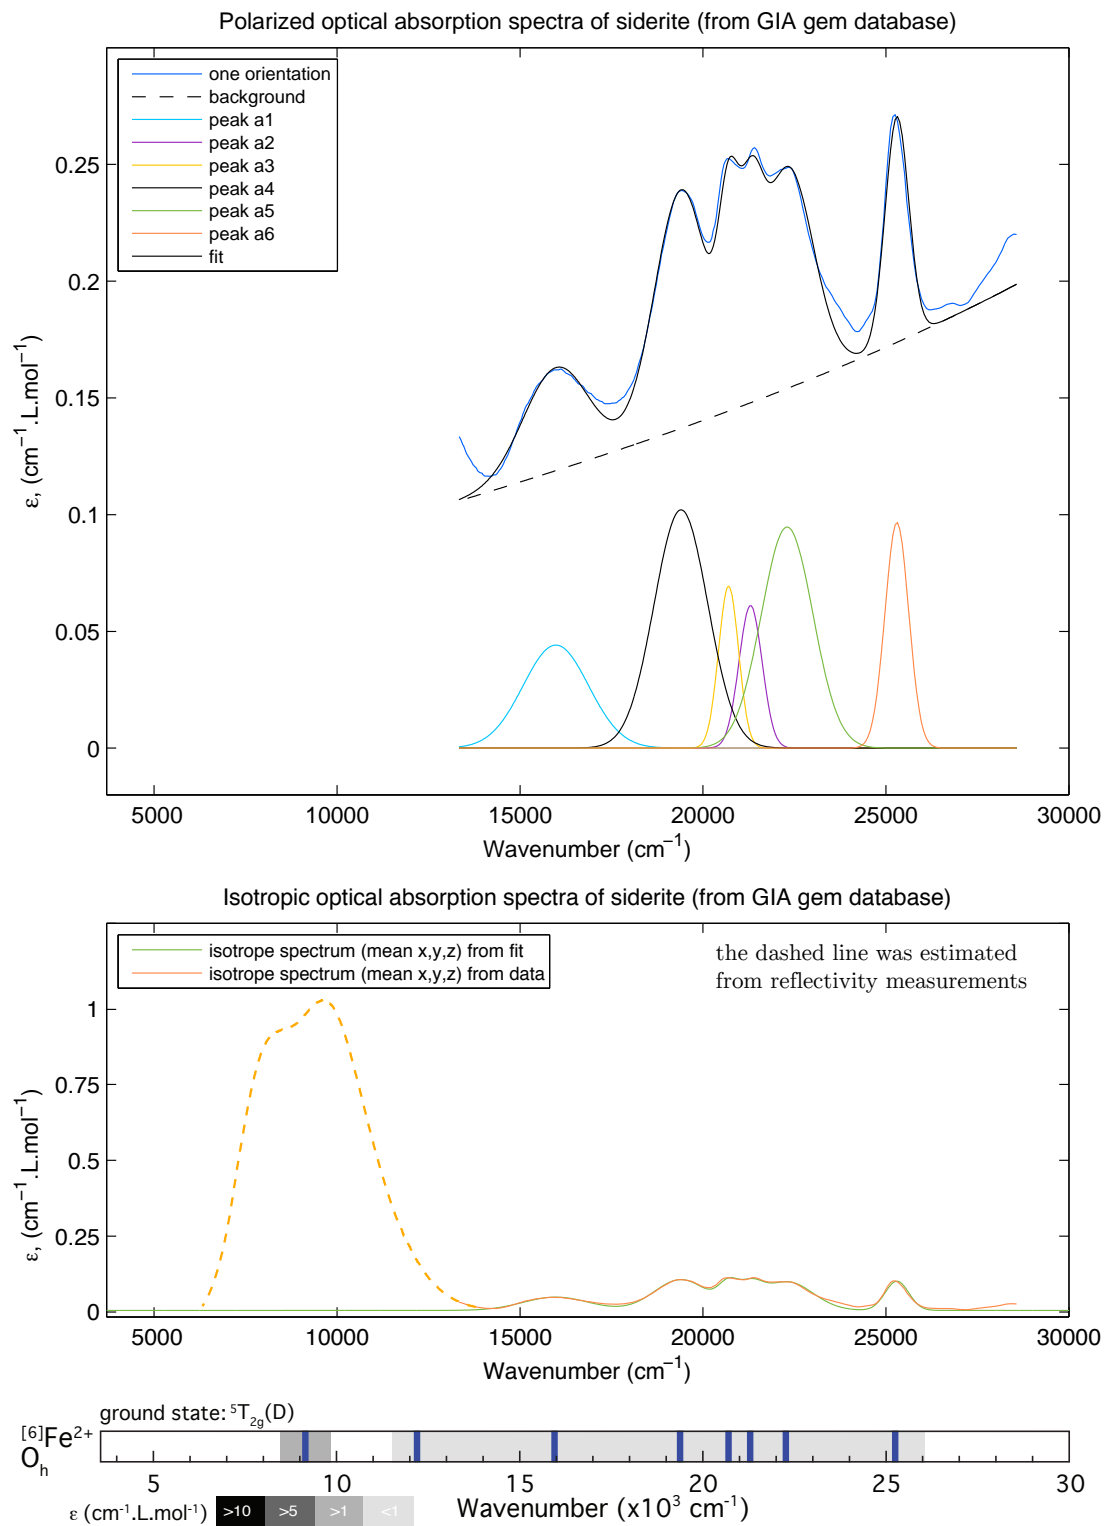 Polarized optical absorption spectra of siderite (from GIA gem database)
one orientation
background
peak a1
peak a2
peak a3
peak a4
peak a5
peak a6
fit
0.25
0.2
0.15
0.1
0.05
0
ε, (cm⁻¹.L.mol⁻¹)
5000 10000 15000 20000 25000 30000
Wavenumber (cm⁻¹)
Isotropic optical absorption spectra of siderite (from GIA gem database)
isotrope spectrum (mean x,y,z) from fit
isotrope spectrum (mean x,y,z) from data
the dashed line was estimated
from reflectivity measurements
1
0.75
0.5
0.25
0
ε, (cm⁻¹.L.mol⁻¹)
5000 10000 15000 20000 25000 30000
Wavenumber (cm⁻¹)
ground state: ⁵T₂g(D)
[6]Fe²⁺
Oₕ
5 10 15 20 25 30
Wavenumber (x10³ cm⁻¹)
ε (cm⁻¹.L.mol⁻¹) >10 >5 >1 <1